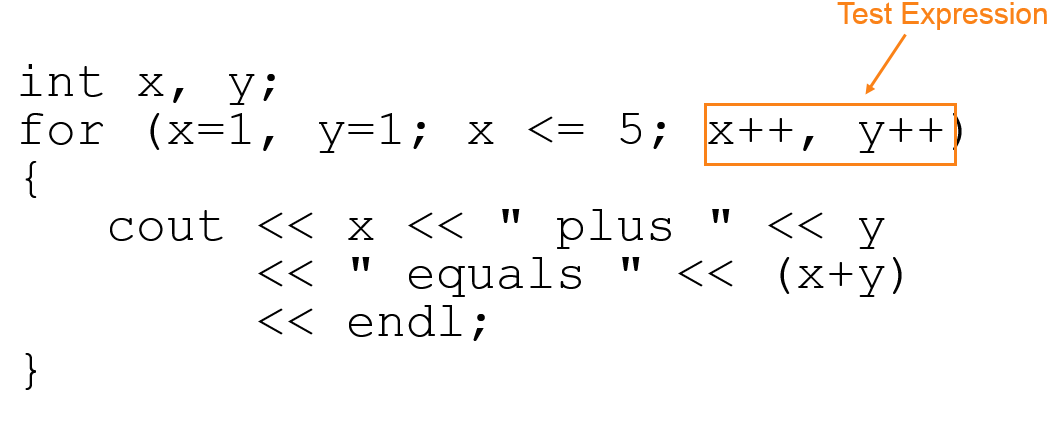 Test Expression
int x, y;
for (x=1, y=1; x <= 5; x++, y++)
{
   cout << x << " plus " << y
        << " equals " << (x+y)
        << endl;
}